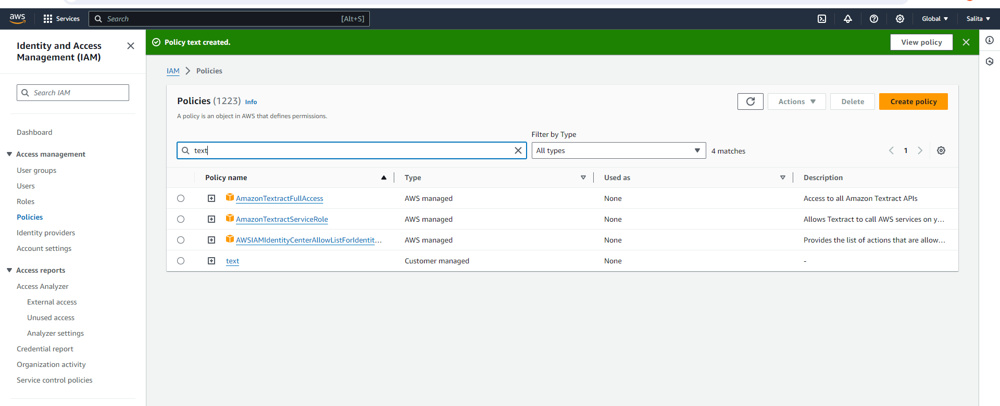 aws
Services
Search
[Alt+S]
Global
Salita
Identity and Access
Management (IAM)
Search IAM
Dashboard
Access management
User groups
Users
Roles
Policies
Identity providers
Account settings
Access reports
Access Analyzer
External access
Unused access
Analyzer settings
Credential report
Organization activity
Service control policies
Policy text created.
View policy
IAM
Policies
Policies (1223) Info
A policy is an object in AWS that defines permissions.
Actions
Delete
Create policy
Filter by Type
text
All types
4 matches
1
Policy name
Type
Used as
Description
AmazonTextractFullAccess
AWS managed
None
Access to all Amazon Textract APIs
AmazonTextractServiceRole
AWS managed
None
Allows Textract to call AWS services on y...
AWSIAMIdentityCenterAllowListForIdentit...
AWS managed
None
Provides the list of actions that are allow...
text
Customer managed
None
-